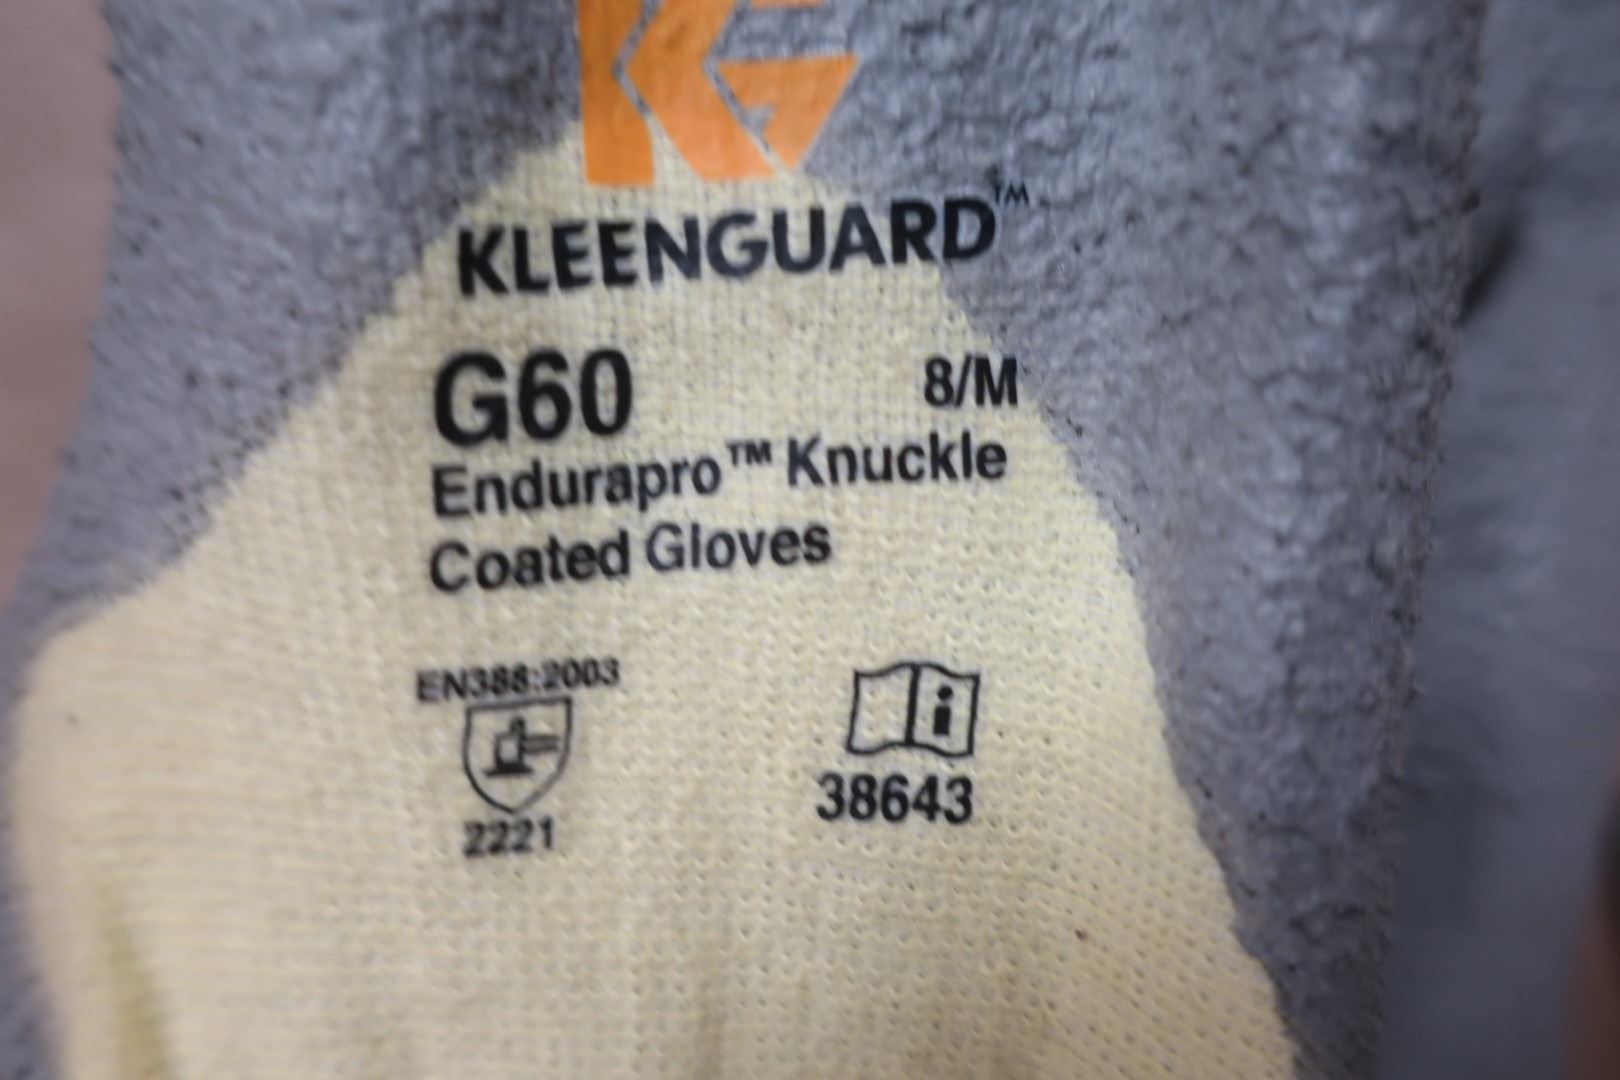 KLEENGUARD™
G60 8/M
Endurapro™ Knuckle
Coated Gloves
EN388:2003
i
2221
38643